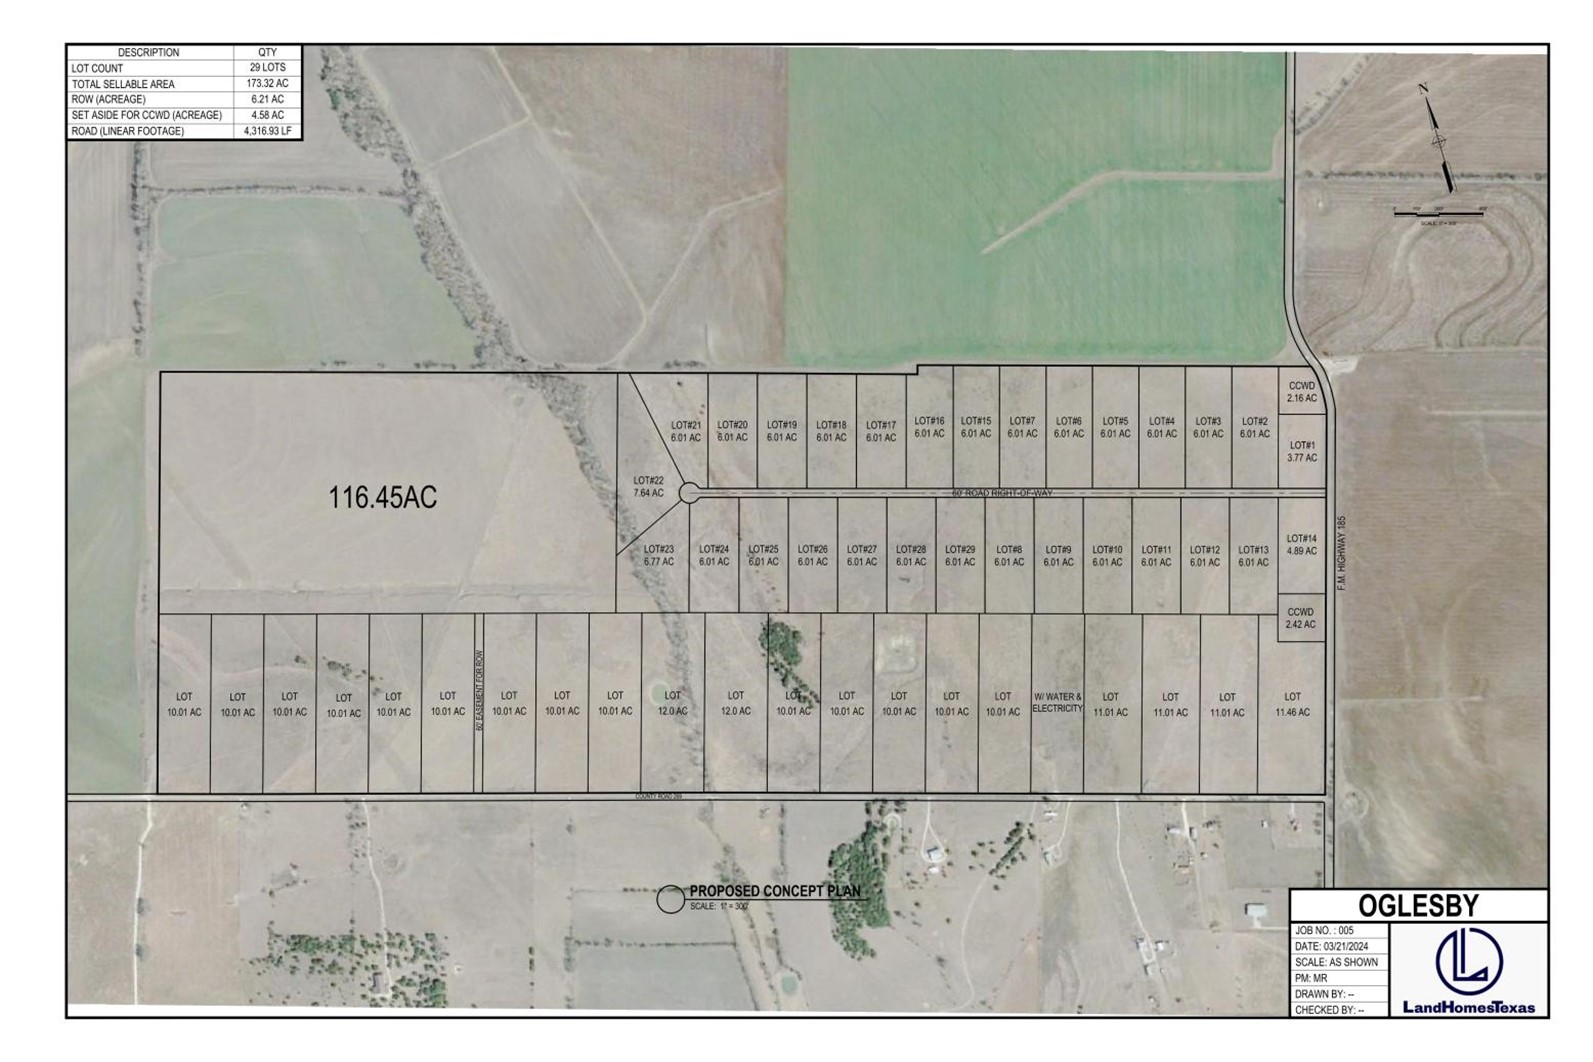 DESCRIPTION QTY
LOT COUNT 29 LOTS
TOTAL SELLABLE AREA 173.32 AC
ROW (ACREAGE) 6.21 AC
SET ASIDE FOR CCWD (ACREAGE) 4.58 AC
ROAD (LINEAR FOOTAGE) 4,316.93 LF
N
SCALE: 1" = 300'
CCWD
2.16 AC
LOT#1
3.77 AC
LOT#21
6.01 AC
LOT#20
6.01 AC
LOT#19
6.01 AC
LOT#18
6.01 AC
LOT#17
6.01 AC
LOT#16
6.01 AC
LOT#15
6.01 AC
LOT#7
6.01 AC
LOT#6
6.01 AC
LOT#5
6.01 AC
LOT#4
6.01 AC
LOT#3
6.01 AC
LOT#2
6.01 AC
116.45AC
LOT#22
7.64 AC
60' ROAD RIGHT-OF-WAY
F.M. HIGHWAY 185
LOT#23
6.77 AC
LOT#24
6.01 AC
LOT#25
6.01 AC
LOT#26
6.01 AC
LOT#27
6.01 AC
LOT#28
6.01 AC
LOT#29
6.01 AC
LOT#8
6.01 AC
LOT#9
6.01 AC
LOT#10
6.01 AC
LOT#11
6.01 AC
LOT#12
6.01 AC
LOT#13
6.01 AC
LOT#14
4.89 AC
CCWD
2.42 AC
LOT
10.01 AC
LOT
10.01 AC
LOT
10.01 AC
LOT
10.01 AC
LOT
10.01 AC
LOT
10.01 AC
60' EASEMENT FOR ROW
LOT
10.01 AC
LOT
10.01 AC
LOT
10.01 AC
LOT
12.0 AC
LOT
12.0 AC
LOT
10.01 AC
LOT
10.01 AC
LOT
10.01 AC
LOT
10.01 AC
LOT
10.01 AC
W/ WATER &
ELECTRICITY
LOT
11.01 AC
LOT
11.01 AC
LOT
11.01 AC
LOT
11.46 AC
COUNTY ROAD 269
PROPOSED CONCEPT PLAN
SCALE: 1" = 300'
OGLESBY
JOB NO. : 005
DATE: 03/21/2024
SCALE: AS SHOWN
PM: MR
DRAWN BY: --
CHECKED BY: --
LandHomesTexas